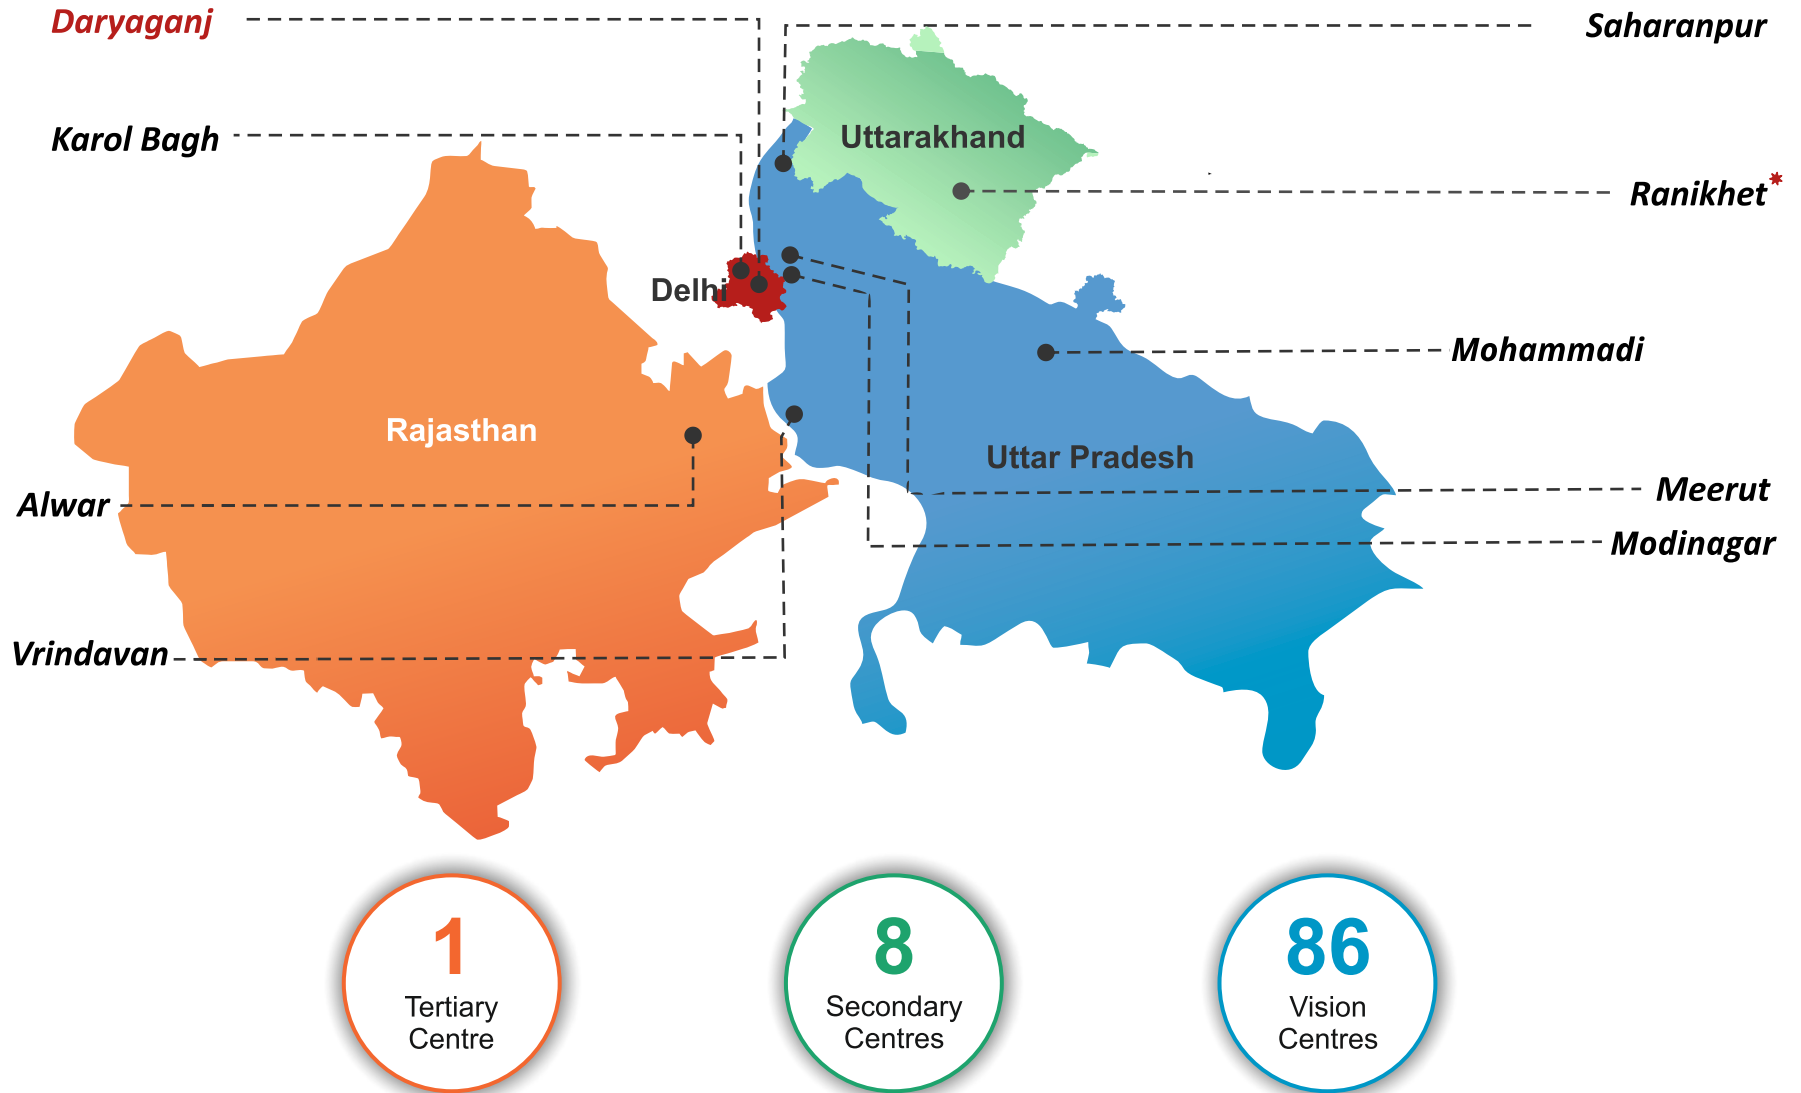 Daryaganj
Saharanpur
Karol Bagh
Uttarakhand
Ranikhet*
Delhi
Mohammadi
Rajasthan
Uttar Pradesh
Alwar
Meerut
Modinagar
Vrindavan
1
Tertiary
Centre
8
Secondary
Centres
86
Vision
Centres